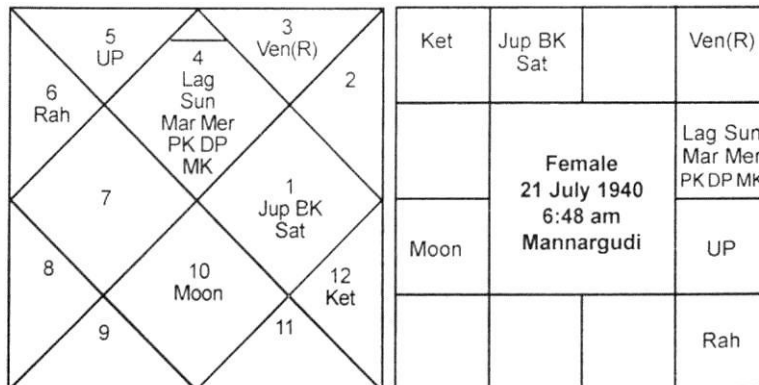 5
UP
3
Ven(R)
4
Lag
Sun
Mar Mer
PK DP
MK
6
Rah
2
7
1
Jup BK
Sat
8
10
Moon
12
Ket
9
11
Ket
Jup BK
Sat
Ven(R)
Lag Sun
Mar Mer
PK DP MK
Female
21 July 1940
6:48 am
Mannargudi
Moon
UP
Rah